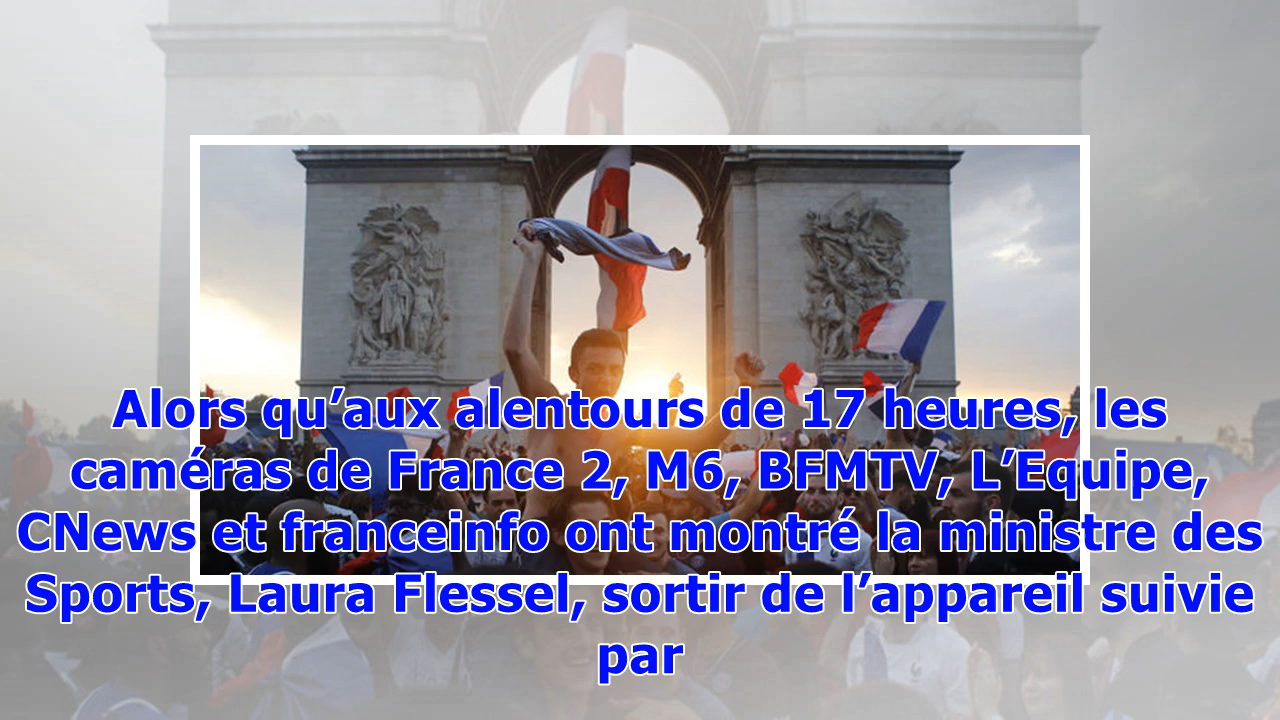 Alors qu’aux alentours de 17 heures, les
caméras de France 2, M6, BFMTV, L’Equipe,
CNews et franceinfo ont montré la ministre des
Sports, Laura Flessel, sortir de l’appareil suivie
par